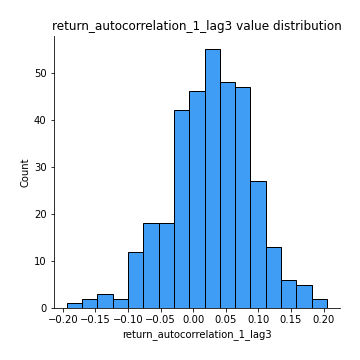 return_autocorrelation_1_lag3 value distribution
Count
50
40
30
20
10
0
−0.20 −0.15 −0.10 −0.05 0.00 0.05 0.10 0.15 0.20
return_autocorrelation_1_lag3